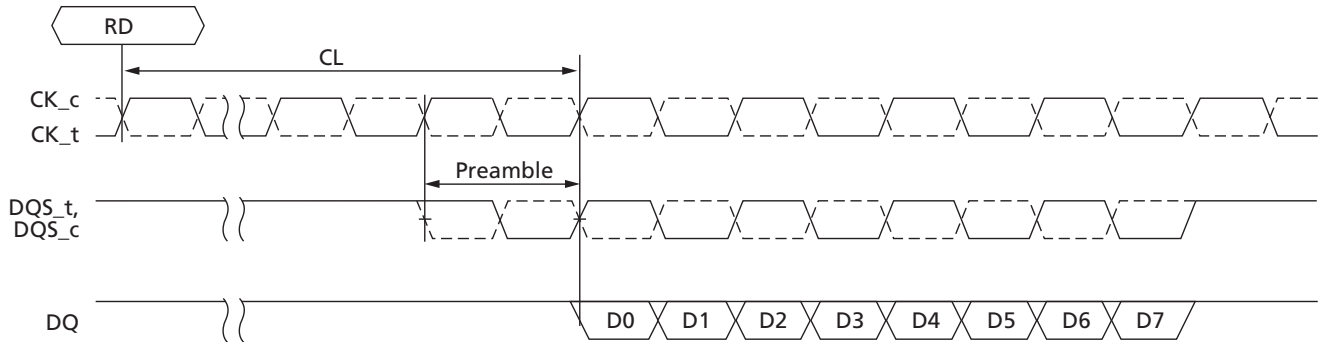 RD
CL
CK_c
CK_t
Preamble
DQS_t,
DQS_c
DQ
D0 D1 D2 D3 D4 D5 D6 D7